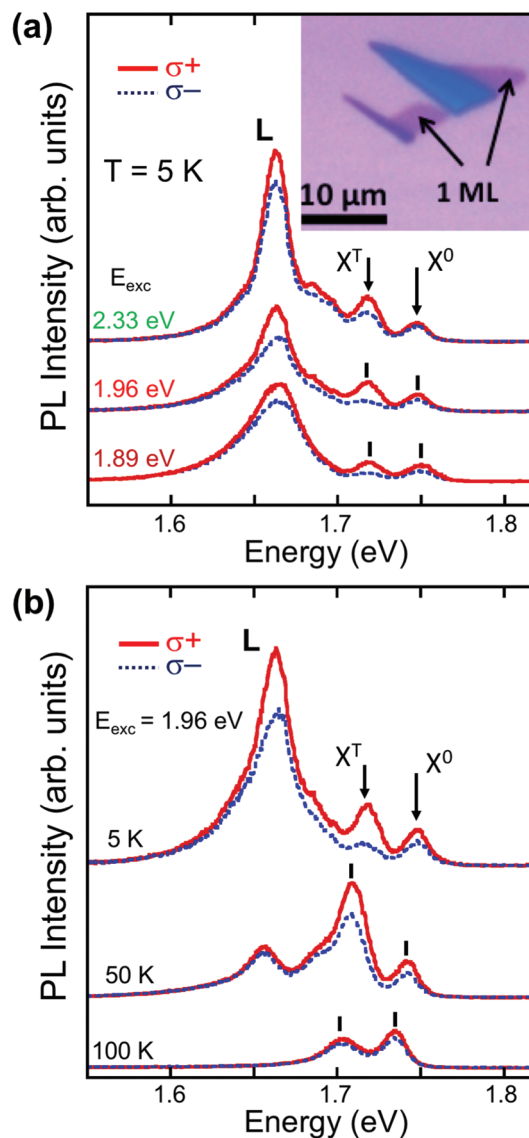 (a)
σ+
σ−
L
T = 5 K
10 μm
1 ML
E_exc
X^T
X^0
2.33 eV
1.96 eV
1.89 eV
PL Intensity (arb. units)
1.6 1.7 1.8
Energy (eV)
(b)
σ+
σ−
L
E_exc = 1.96 eV
X^T
X^0
5 K
50 K
100 K
PL Intensity (arb. units)
1.6 1.7 1.8
Energy (eV)